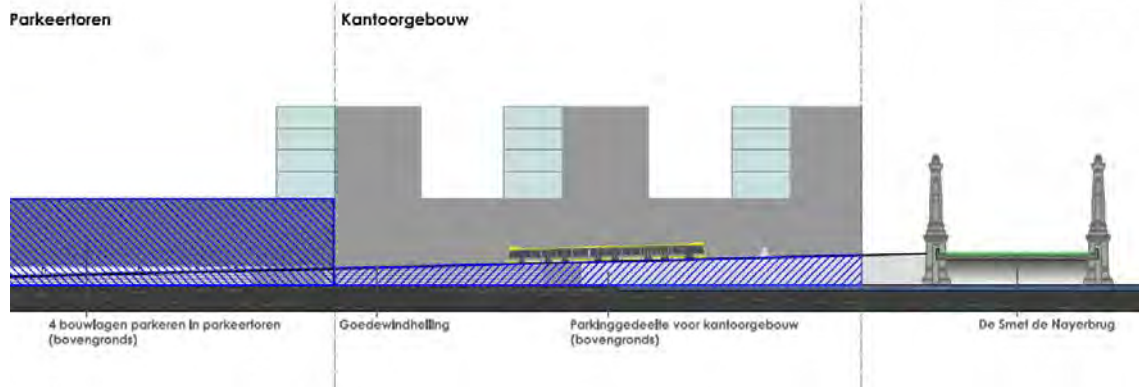 Parkeertoren
Kantoorgebouw
4 bouwlagen parkeren in parkeertoren
(bovengronds)
Goedewindhelling
Parkinggedeelte voor kantoorgebouw
(bovengronds)
De Smet de Nayerbrug